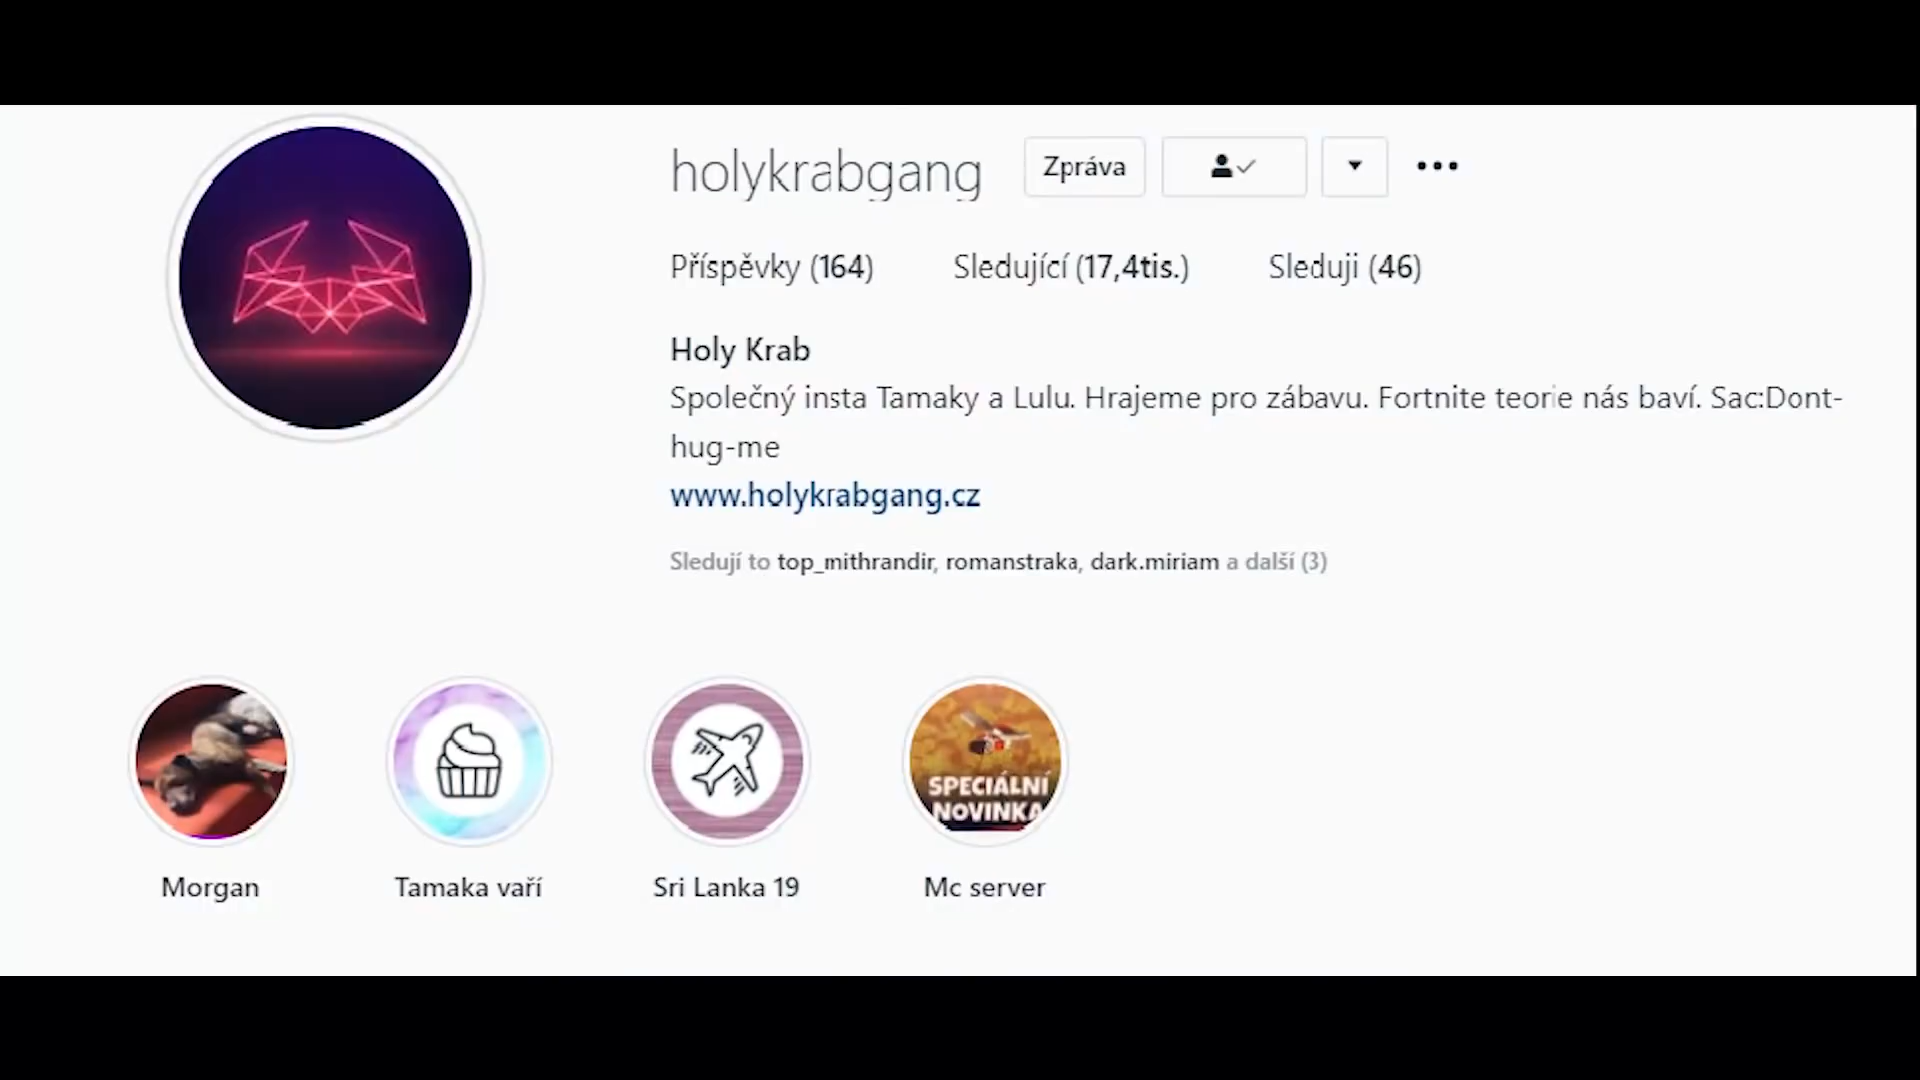 holykrabgang
Zpráva
Příspěvky (164)
Sledující (17,4tis.)
Sleduji (46)
Holy Krab
Společný insta Tamaky a Lulu. Hrajeme pro zábavu. Fortnite teorie nás baví. Sac:Dont-
hug-me
www.holykrabgang.cz
Sledují to top_mithrandir, romanstraka, dark.miriam a další (3)
SPECIÁLNÍ
NOVINKA
Morgan
Tamaka vaří
Sri Lanka 19
Mc server